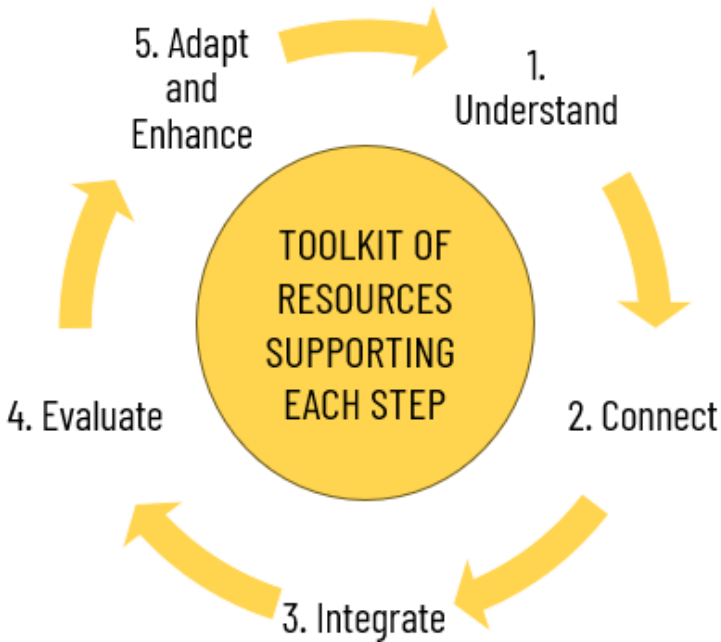 1.
Understand
2. Connect
3. Integrate
4. Evaluate
5. Adapt
and
Enhance
TOOLKIT OF
RESOURCES
SUPPORTING
EACH STEP